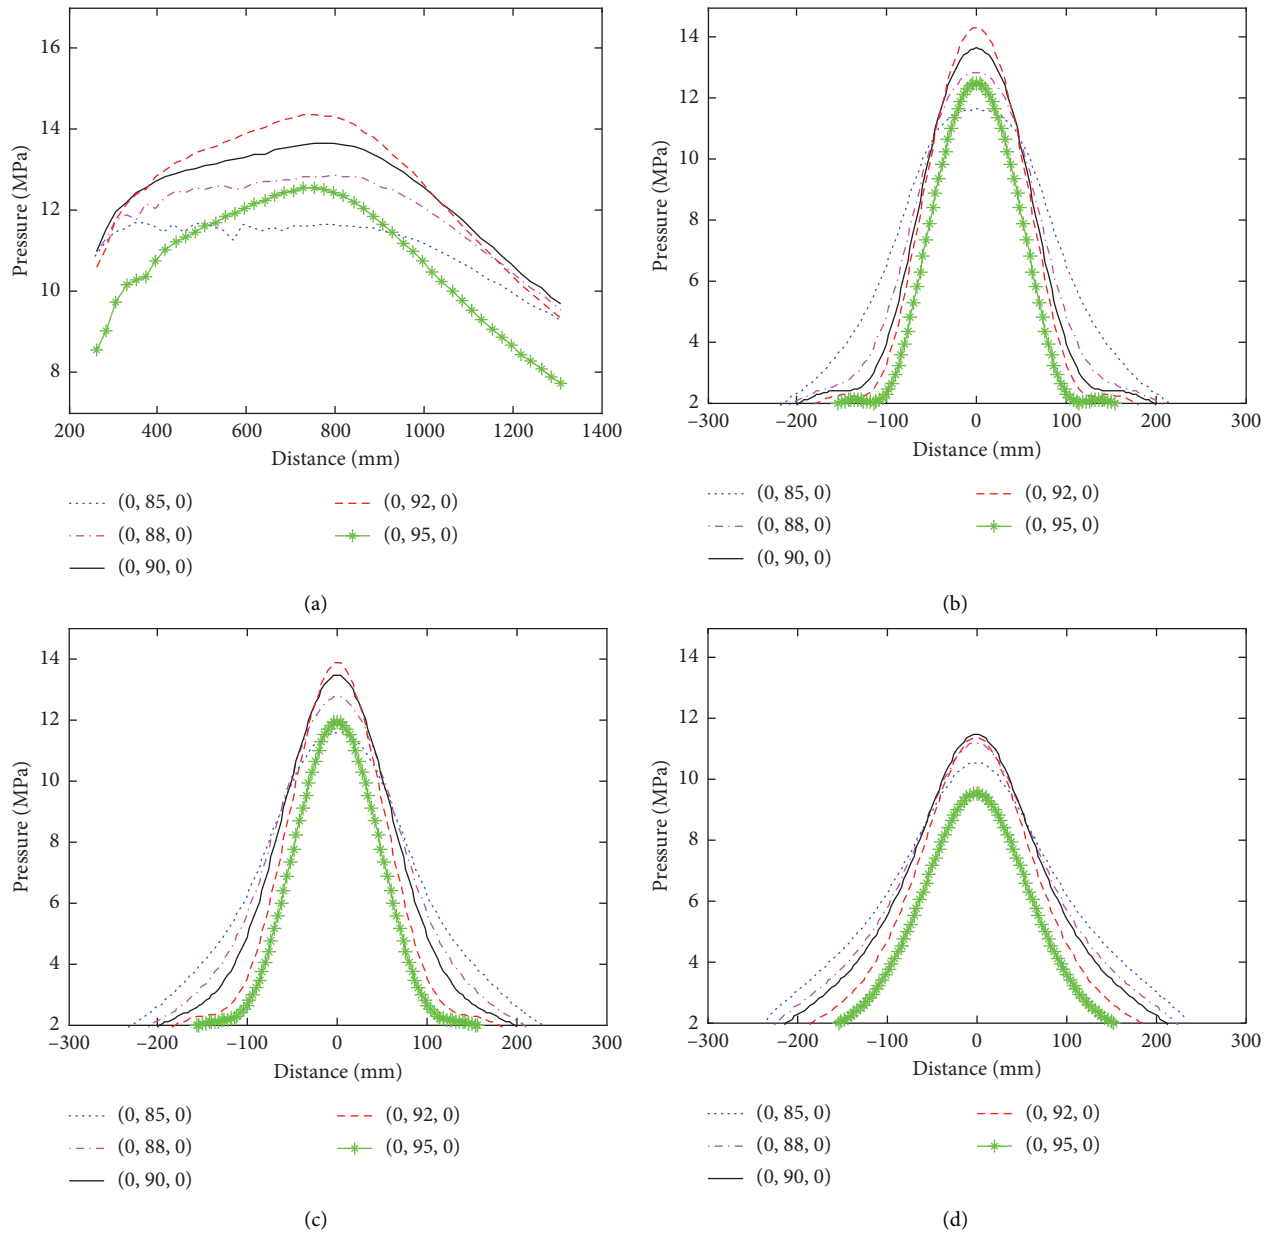 16
14
12
10
8
Pressure (MPa)
200 400 600 800 1000 1200 1400
Distance (mm)
(0, 85, 0) (0, 92, 0)
(0, 88, 0) (0, 95, 0)
(0, 90, 0)
(a)
14
12
10
8
6
4
2
Pressure (MPa)
–300 –200 –100 0 100 200 300
Distance (mm)
(0, 85, 0) (0, 92, 0)
(0, 88, 0) (0, 95, 0)
(0, 90, 0)
(b)
14
12
10
8
6
4
2
Pressure (MPa)
–300 –200 –100 0 100 200 300
Distance (mm)
(0, 85, 0) (0, 92, 0)
(0, 88, 0) (0, 95, 0)
(0, 90, 0)
(c)
14
12
10
8
6
4
2
Pressure (MPa)
–300 –200 –100 0 100 200 300
Distance (mm)
(0, 85, 0) (0, 92, 0)
(0, 88, 0) (0, 95, 0)
(0, 90, 0)
(d)